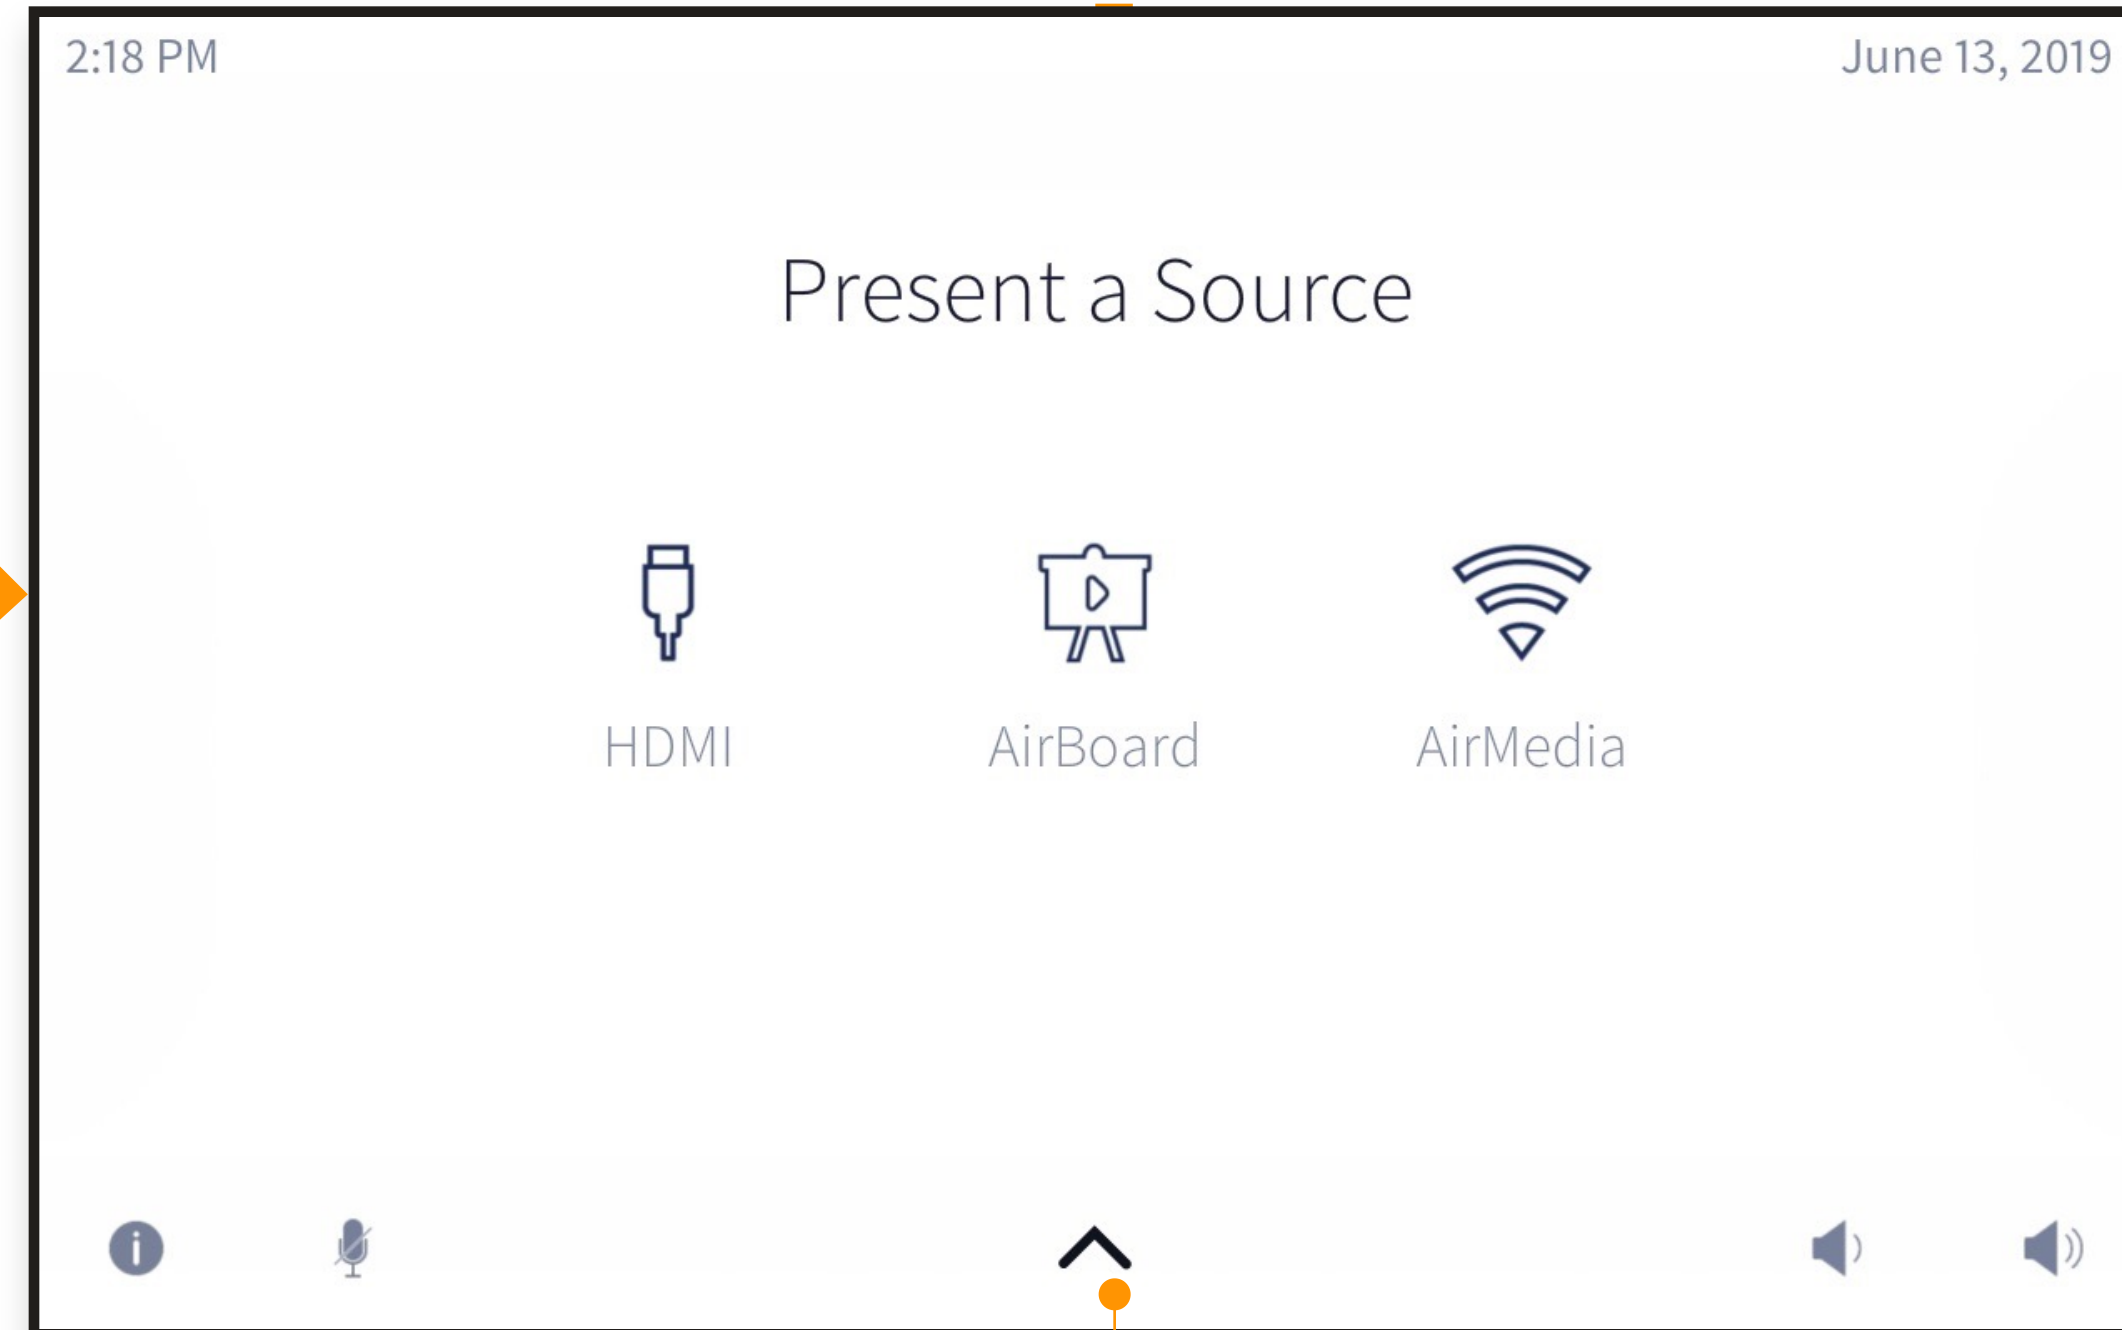 2:18 PM
June 13, 2019
Present a Source
HDMI
AirBoard
AirMedia